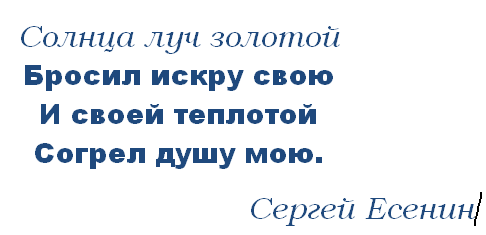 Солнца луч золотой
Бросил искру свою
И своей теплотой
Согрел душу мою.
Сергей Есенин